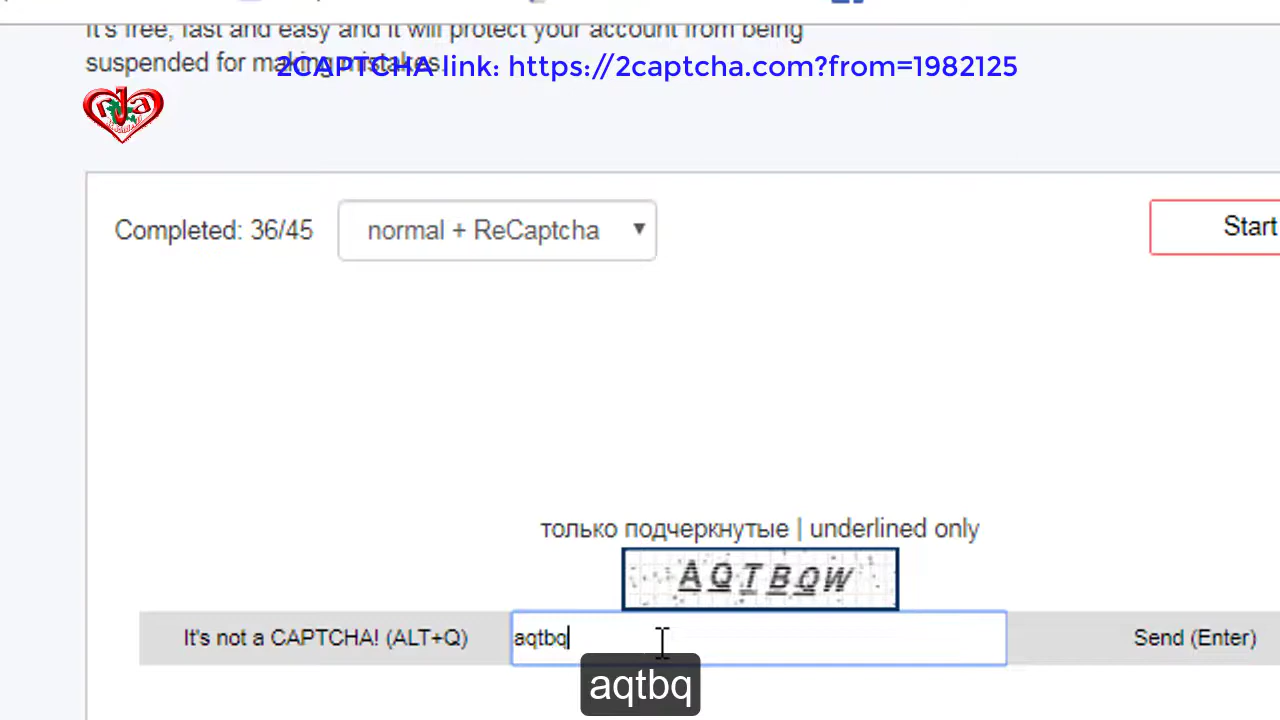 It's free, fast and easy and it will protect your account from being
suspended for making mistakes.
2CAPTCHA link: https://2captcha.com?from=1982125
Completed: 36/45
normal + ReCaptcha
Start
только подчеркнутые | underlined only
AQTBQW
It's not a CAPTCHA! (ALT+Q)
aqtbq
Send (Enter)
aqtbq